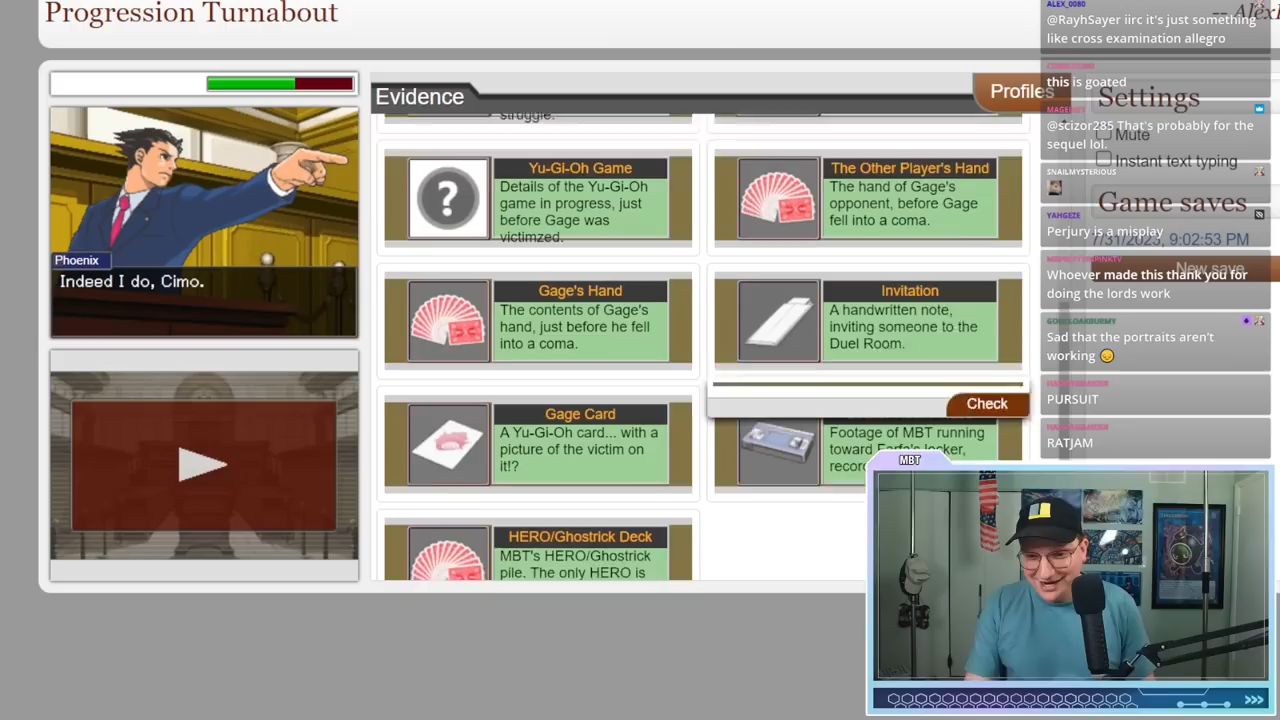 Progression Turnabout
-- Alex
Evidence
Profiles
struggle.
Yu-Gi-Oh Game
Details of the Yu-Gi-Oh
game in progress, just
before Gage was
victimzed.
The Other Player's Hand
The hand of Gage's
opponent, before Gage
fell into a coma.
Gage's Hand
The contents of Gage's
hand, just before he fell
into a coma.
Invitation
A handwritten note,
inviting someone to the
Duel Room.
Check
Gage Card
A Yu-Gi-Oh card... with a
picture of the victim on
it!?
Footage of MBT running
toward locker,
HERO/Ghostrick Deck
MBT's HERO/Ghostrick
pile. The only HERO is
Phoenix
Indeed I do, Cimo.
Settings
Mute
Instant text typing
Game saves
7/31/2023, 9:02:53 PM
New save
ALEX_0080
@RayhSayer iirc it's just something
like cross examination allegro
this is goated
@scizor285 That's probably for the
sequel lol.
SNAILMYSTERIOUS
YAHGEZE
Perjury is a misplay
Whoever made this thank you for
doing the lords work
Sad that the portraits aren't
working
PURSUIT
RATJAM
MBT